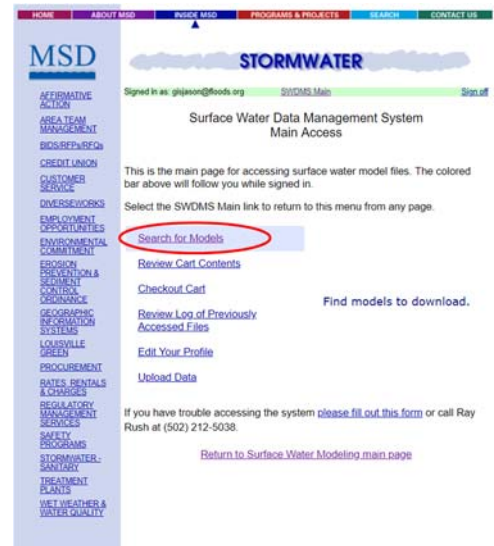 HOME ABOUT MSD INSIDE MSD PROGRAMS & PROJECTS SEARCH CONTACT US
MSD
STORMWATER
Signed in as: gisjason@floods.org SWDMS Main Sign off
Surface Water Data Management System
Main Access
This is the main page for accessing surface water model files. The colored
bar above will follow you while signed in.
Select the SWDMS Main link to return to this menu from any page.
Search for Models
Review Cart Contents
Checkout Cart
Find models to download.
Review Log of Previously
Accessed Files
Edit Your Profile
Upload Data
If you have trouble accessing the system please fill out this form or call Ray
Rush at (502) 212-5038.
Return to Surface Water Modeling main page
AFFIRMATIVE
ACTION
AREA TEAM
MANAGEMENT
BIDS/RFPs/RFQs
CREDIT UNION
CUSTOMER
SERVICE
DIVERSEWORKS
EMPLOYMENT
OPPORTUNITIES
ENVIRONMENTAL
COMMITMENT
EROSION
PREVENTION &
SEDIMENT
CONTROL
ORDINANCE
GEOGRAPHIC
INFORMATION
SYSTEMS
LOUISVILLE
GREEN
PROCUREMENT
RATES, RENTALS
& CHARGES
REGULATORY
MANAGEMENT
SERVICES
SAFETY
PROGRAMS
STORMWATER -
SANITARY
TREATMENT
PLANTS
WET WEATHER &
WATER QUALITY